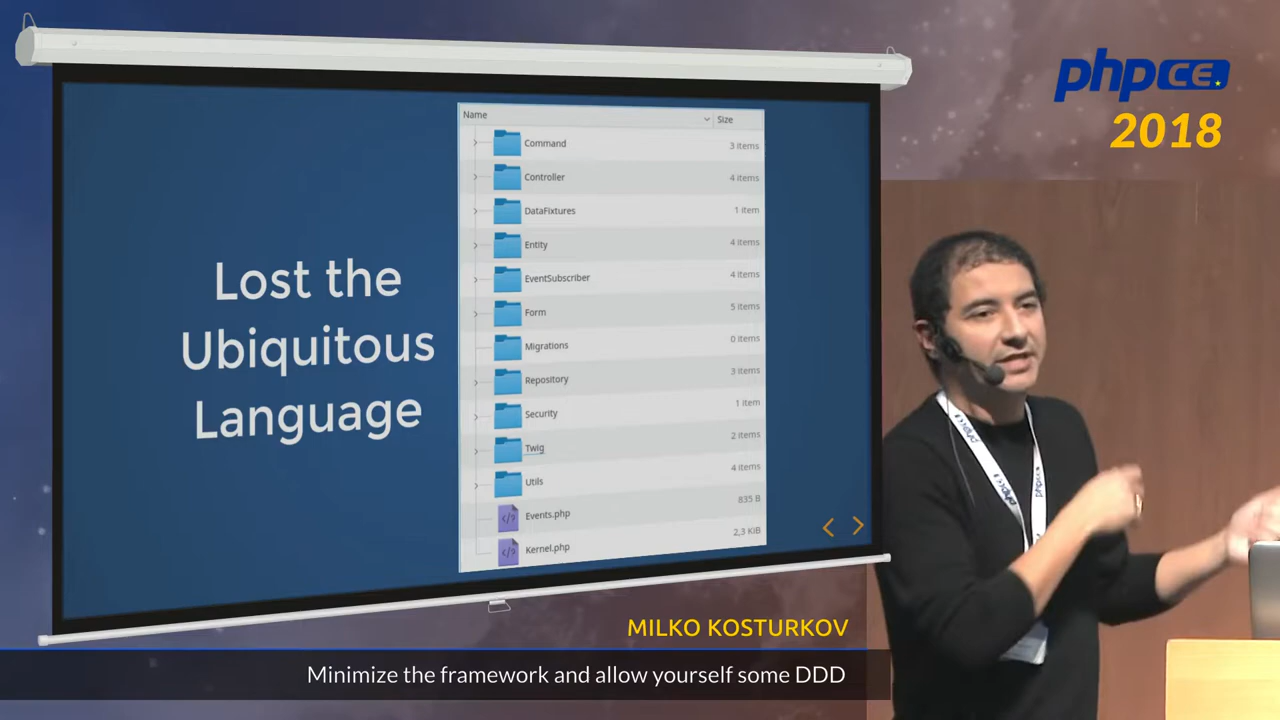 phpce
2018
Lost the
Ubiquitous
Language
Name Size
Command 3 items
Controller 4 items
DataFixtures 1 item
Entity 4 items
EventSubscriber 4 items
Form 5 items
Migrations 0 items
Repository 3 items
Security 1 item
Twig 2 items
Utils 4 items
Events.php 835 B
Kernel.php 2,3 KiB
MILKO KOSTURKOV
Minimize the framework and allow yourself some DDD